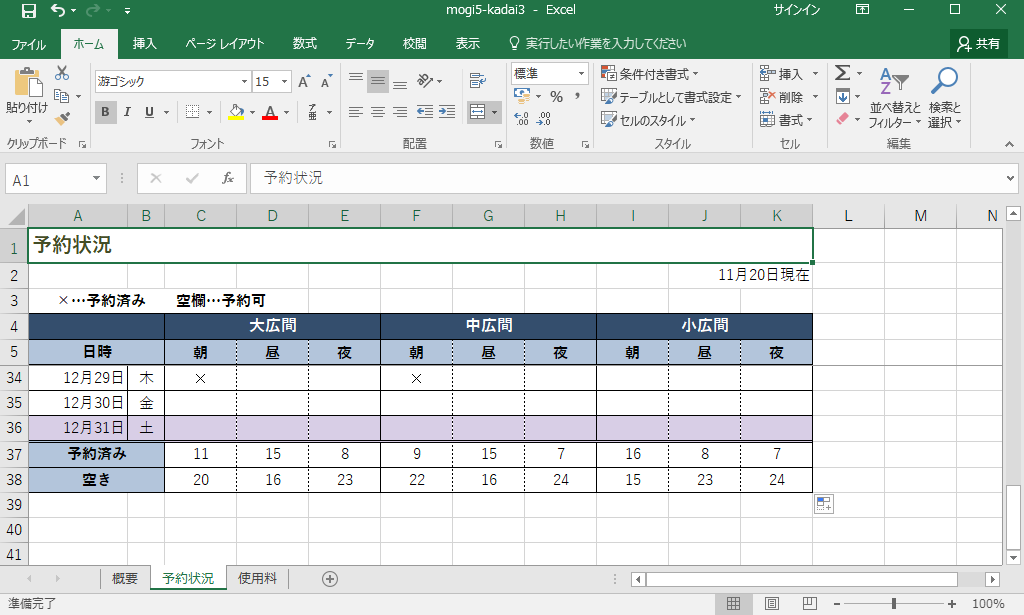 mogi5-kadai3 - Excel
サインイン
ファイル ホーム 挿入 ページ レイアウト 数式 データ 校閲 表示 実行したい作業を入力してください 共有
貼り付け
クリップボード
游ゴシック 15 A A
B I U A
フォント
配置
標準
% ,
数値
条件付き書式
テーブルとして書式設定
セルのスタイル
スタイル
挿入
削除
書式
セル
並べ替えと フィルター
検索と 選択
編集
A1 fx 予約状況
A B C D E F G H I J K L M N
1 予約状況
2 11月20日現在
3 ×…予約済み 空欄…予約可
4 大広間 中広間 小広間
5 日時 朝 昼 夜 朝 昼 夜 朝 昼 夜
34 12月29日 木 × ×
35 12月30日 金
36 12月31日 土
37 予約済み 11 15 8 9 15 7 16 8 7
38 空き 20 16 23 22 16 24 15 23 24
39
40
41
概要 予約状況 使用料
準備完了 100%